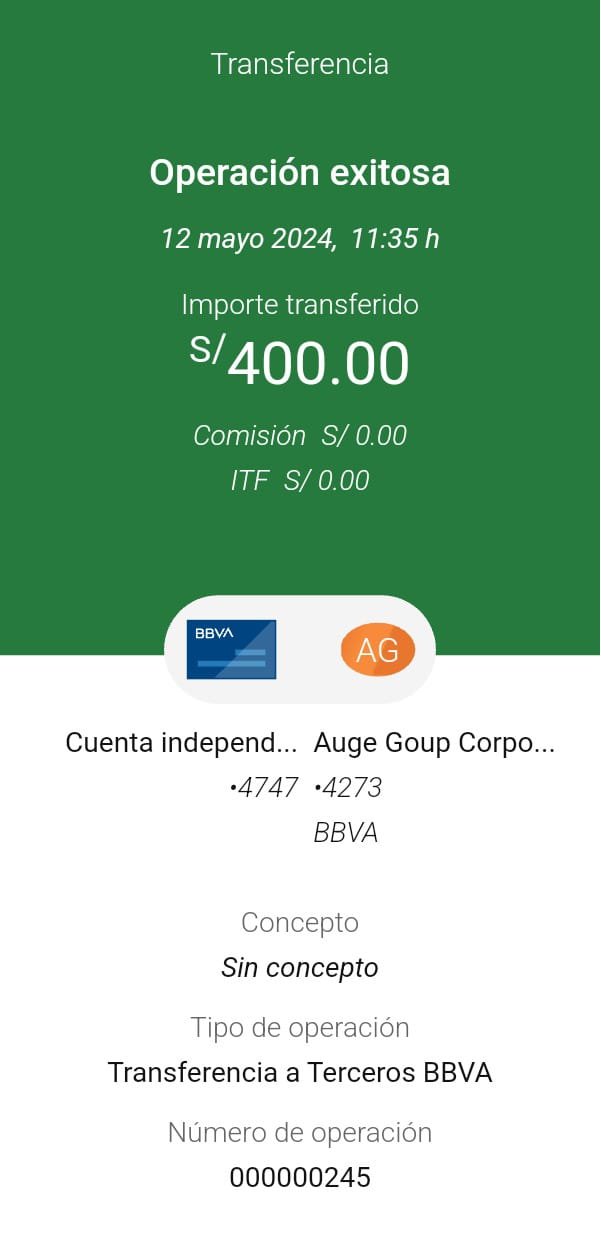 Transferencia
Operación exitosa
12 mayo 2024, 11:35 h
Importe transferido
S/400.00
Comisión S/ 0.00
ITF S/ 0.00
BBVA
AG
Cuenta independ... Auge Goup Corpo...
•4747 •4273
BBVA
Concepto
Sin concepto
Tipo de operación
Transferencia a Terceros BBVA
Número de operación
000000245